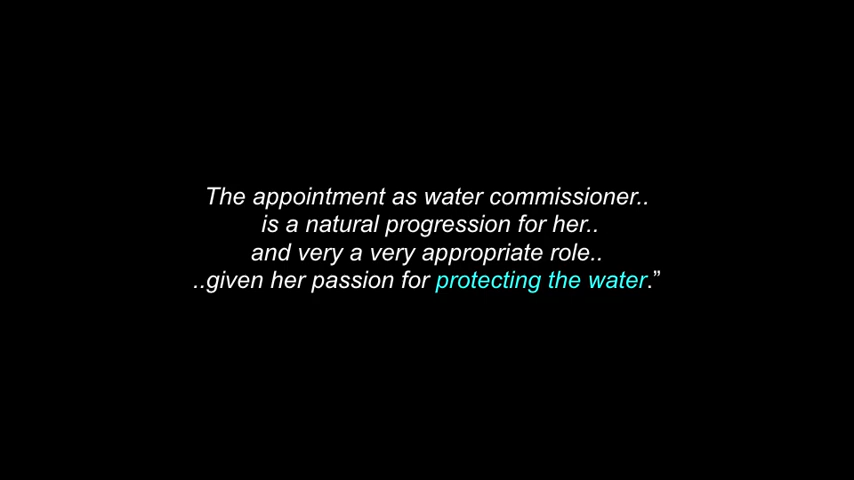 The appointment as water commissioner..
is a natural progression for her..
and very a very appropriate role..
..given her passion for protecting the water.”